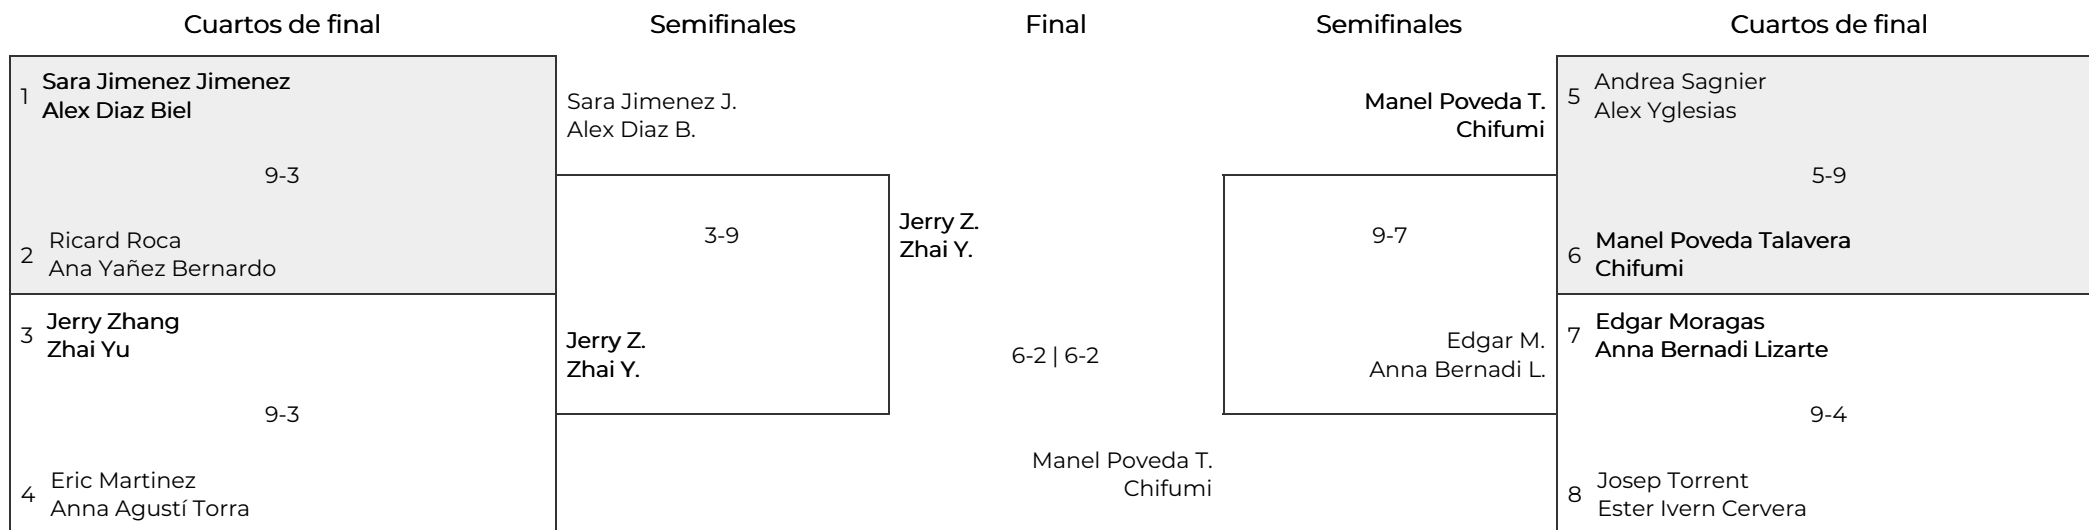 Cuartos de final
Semifinales
Final
Semifinales
Cuartos de final
1
Sara Jimenez Jimenez
Alex Diaz Biel
9-3
2
Ricard Roca
Ana Yañez Bernardo
3
Jerry Zhang
Zhai Yu
9-3
4
Eric Martinez
Anna Agustí Torra
Sara Jimenez J.
Alex Diaz B.
3-9
Jerry Z.
Zhai Y.
Jerry Z.
Zhai Y.
6-2 | 6-2
Manel Poveda T.
Chifumi
Manel Poveda T.
Chifumi
9-7
Edgar M.
Anna Bernadi L.
5
Andrea Sagnier
Alex Yglesias
5-9
6
Manel Poveda Talavera
Chifumi
7
Edgar Moragas
Anna Bernadi Lizarte
9-4
8
Josep Torrent
Ester Ivern Cervera